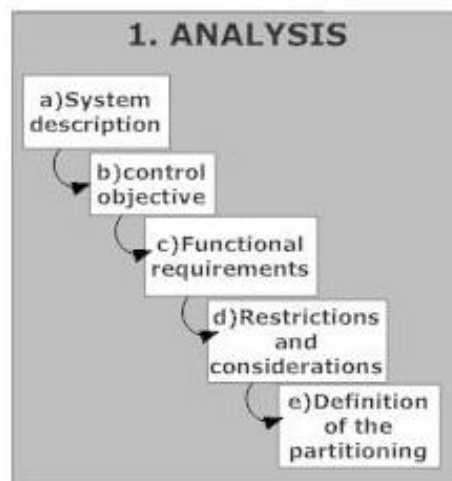 1. ANALYSIS
a)System
description
b)control
objective
c)Functional
requirements
d)Restrictions
and
considerations
e)Definition
of the
partitioning